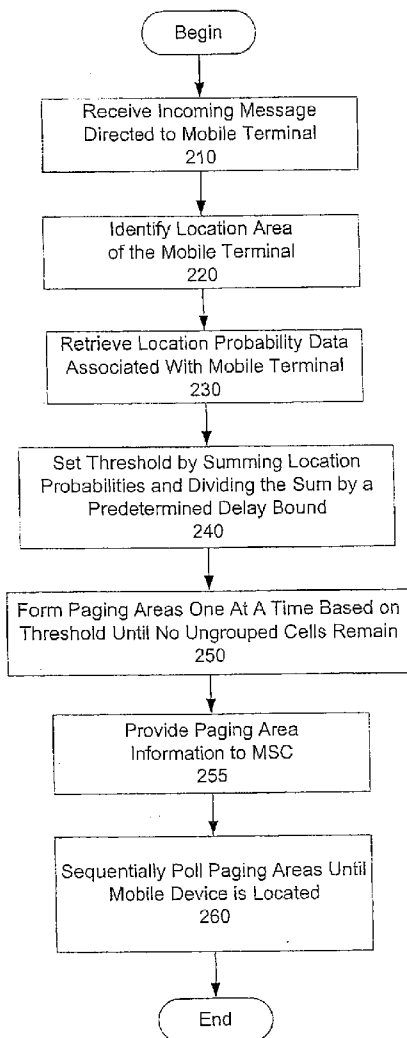 Begin
Receive Incoming Message
Directed to Mobile Terminal
210
Identify Location Area
of the Mobile Terminal
220
Retrieve Location Probability Data
Associated With Mobile Terminal
230
Set Threshold by Summing Location
Probabilities and Dividing the Sum by a
Predetermined Delay Bound
240
Form Paging Areas One At A Time Based on
Threshold Until No Ungrouped Cells Remain
250
Provide Paging Area
Information to MSC
255
Sequentially Poll Paging Areas Until
Mobile Device is Located
260
End